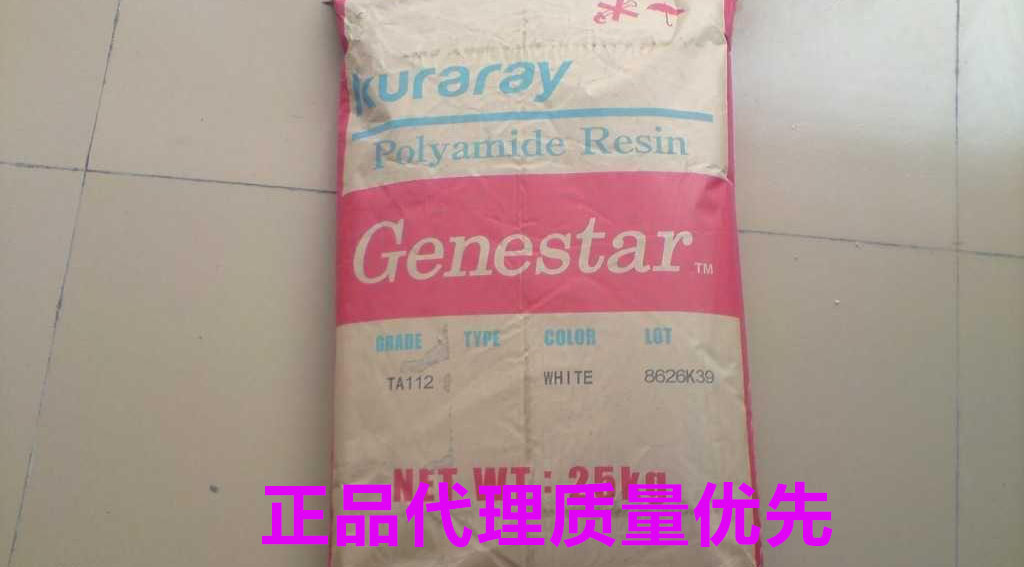 kuraray
Polyamide Resin
Genestar™
GRADE TYPE COLOR LOT
TA112 WHITE 8626K39
NET WT: 25kg
正品代理质量优先